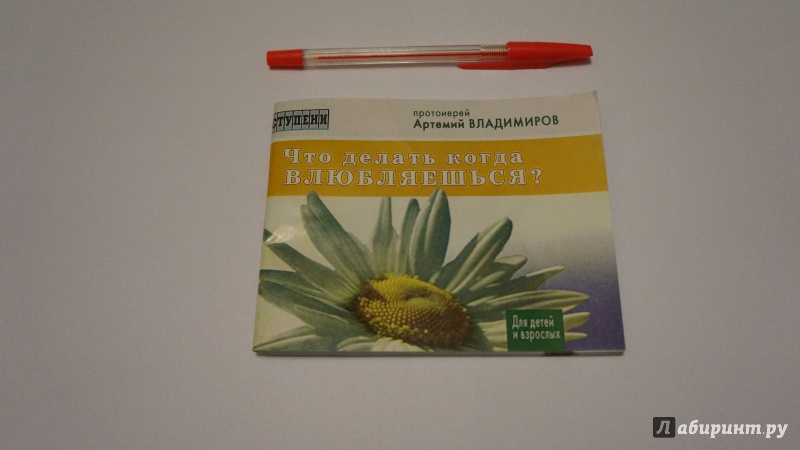 СТУПЕНИ
протоиерей
Артемий ВЛАДИМИРОВ
Что делать когда
ВЛЮБЛЯЕШЬСЯ?
Для детей
и взрослых
Лабиринт.ру